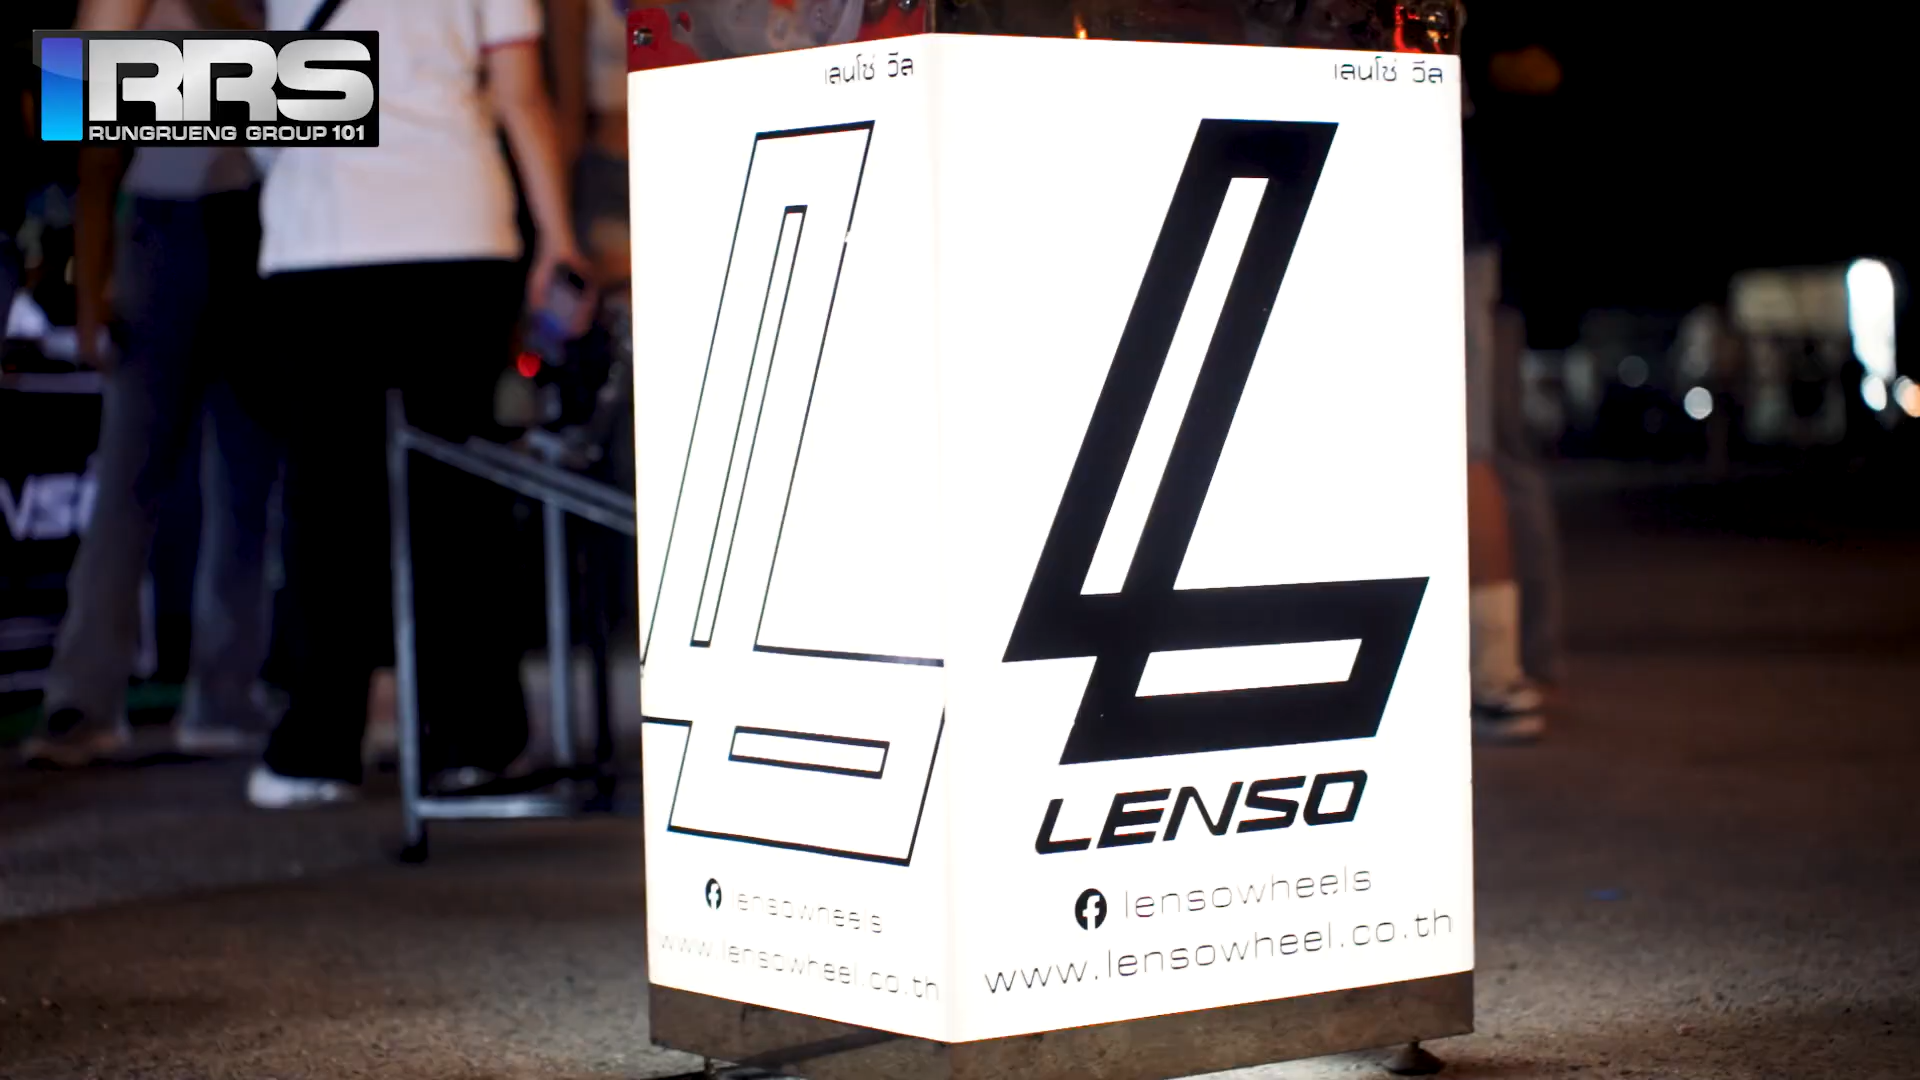 RRS
RUNGRUENG GROUP 101
เลนโซ่ วีล
lensowheels
www.lensowheel.co.th
เลนโซ่ วีล
LENSO
lensowheels
www.lensowheel.co.th